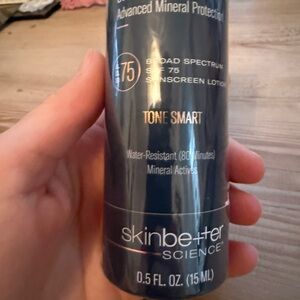 Advanced Mineral Protection
SPF 75
BROAD SPECTRUM
SPF 75
SUNSCREEN LOTION
TONE SMART
Water-Resistant (80 Minutes)
Mineral Actives
skinbetter
SCIENCE®
0.5 FL. OZ. (15 ML)